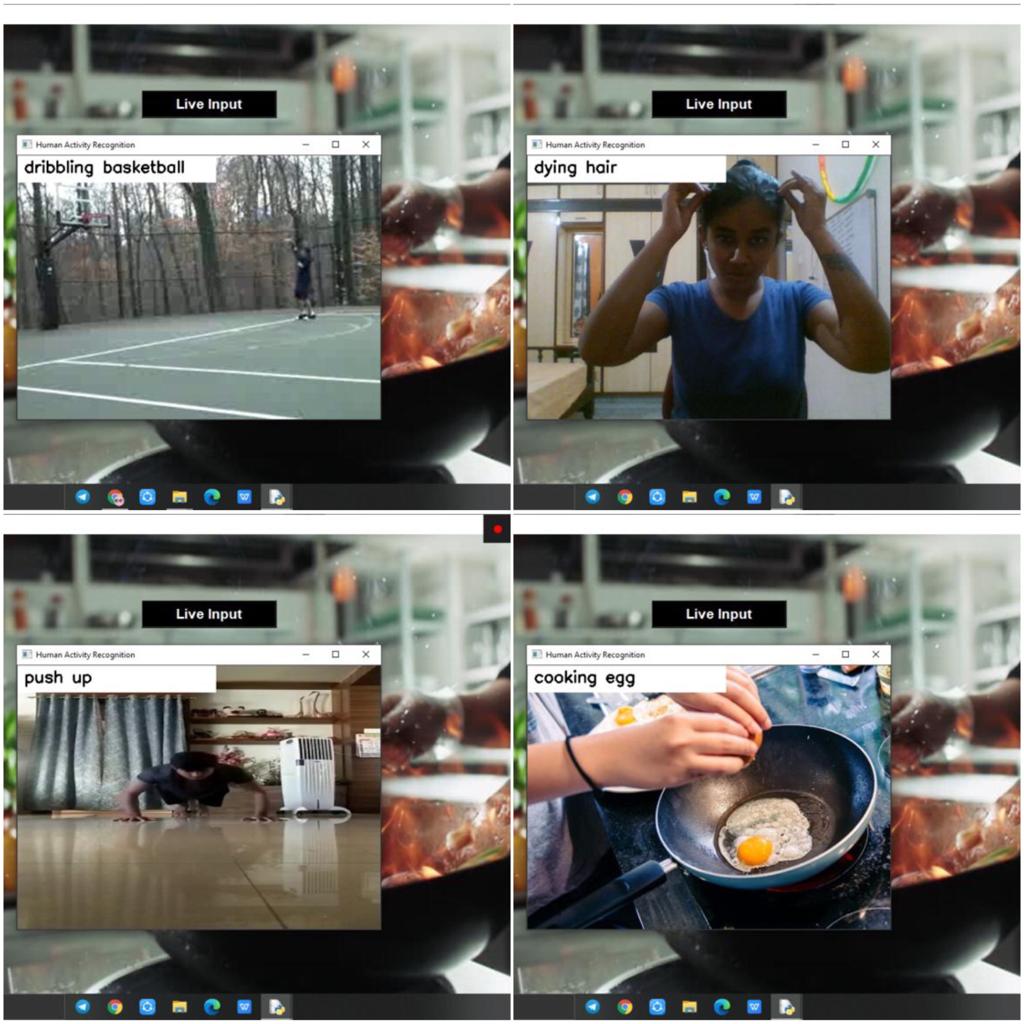 Live Input
Human Activity Recognition
dribbling basketball
Live Input
Human Activity Recognition
dying hair
Live Input
Human Activity Recognition
push up
Live Input
Human Activity Recognition
cooking egg